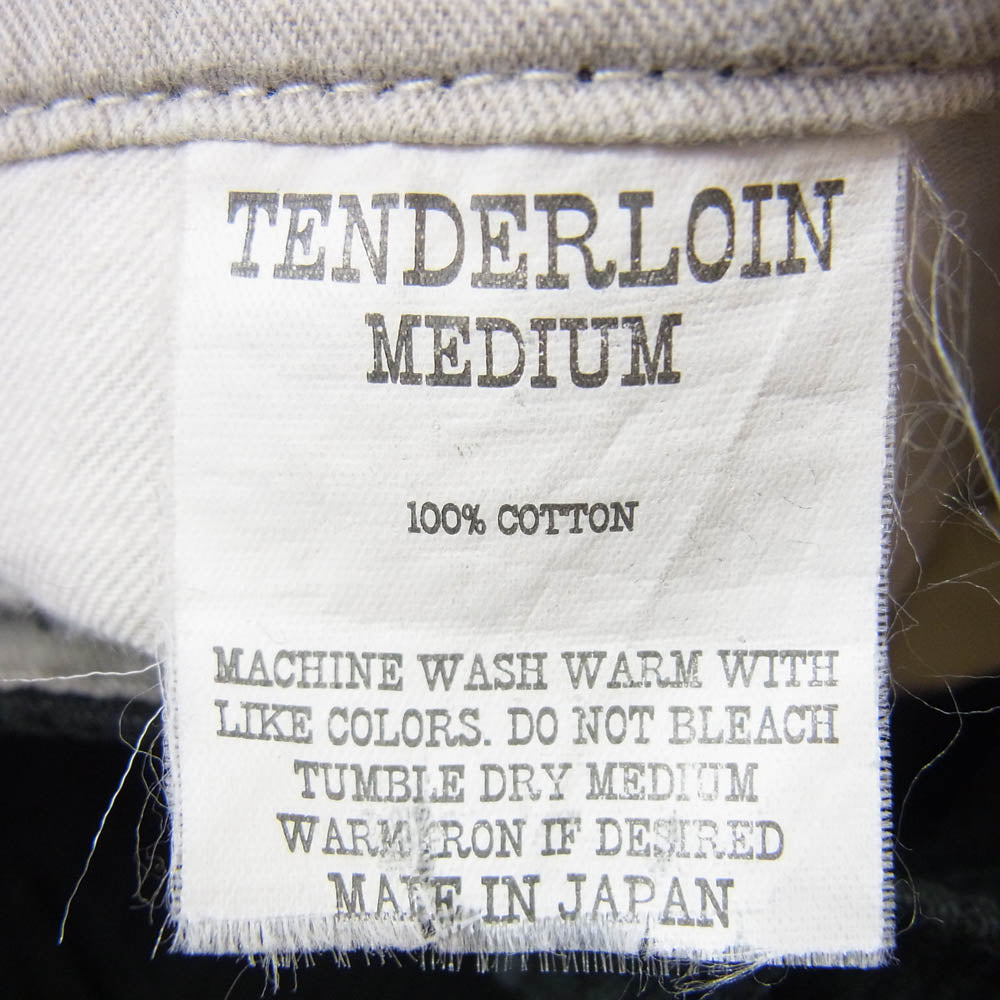 TENDERLOIN
MEDIUM
100% COTTON
MACHINE WASH WARM WITH
LIKE COLORS. DO NOT BLEACH
TUMBLE DRY MEDIUM
WARM IRON IF DESIRED
MADE IN JAPAN